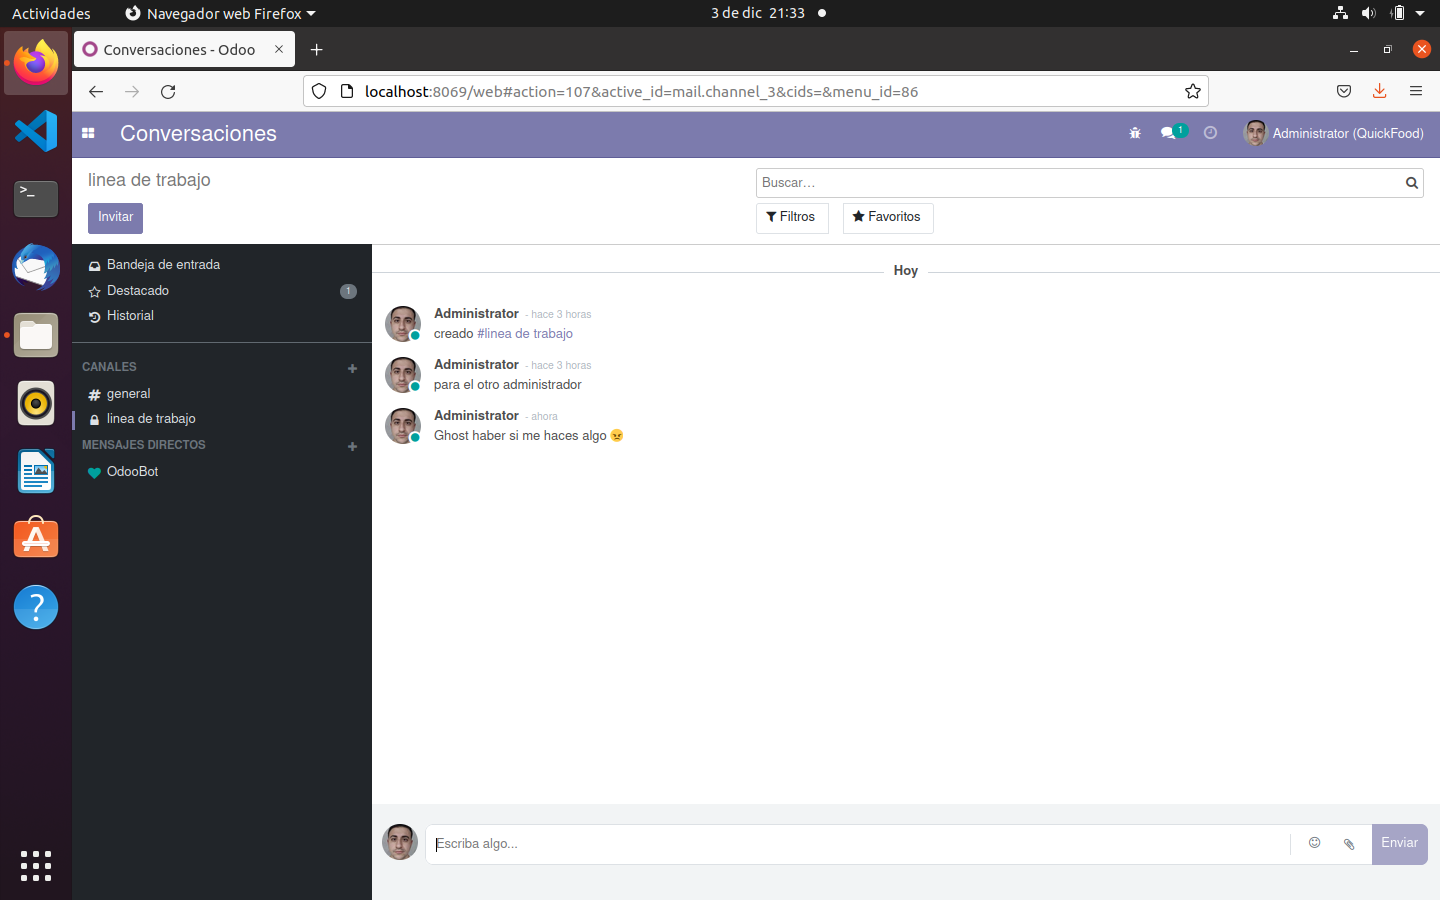 Actividades
Navegador web Firefox
3 de dic 21:33
Conversaciones - Odoo
localhost:8069/web#action=107&active_id=mail.channel_3&cids=&menu_id=86
Conversaciones
1
Administrator (QuickFood)
linea de trabajo
Buscar...
Invitar
Filtros
Favoritos
Bandeja de entrada
Destacado
1
Historial
CANALES
general
linea de trabajo
MENSAJES DIRECTOS
OdooBot
Hoy
Administrator - hace 3 horas
creado #linea de trabajo
Administrator - hace 3 horas
para el otro administrador
Administrator - ahora
Ghost haber si me haces algo 😠
Escriba algo...
Enviar